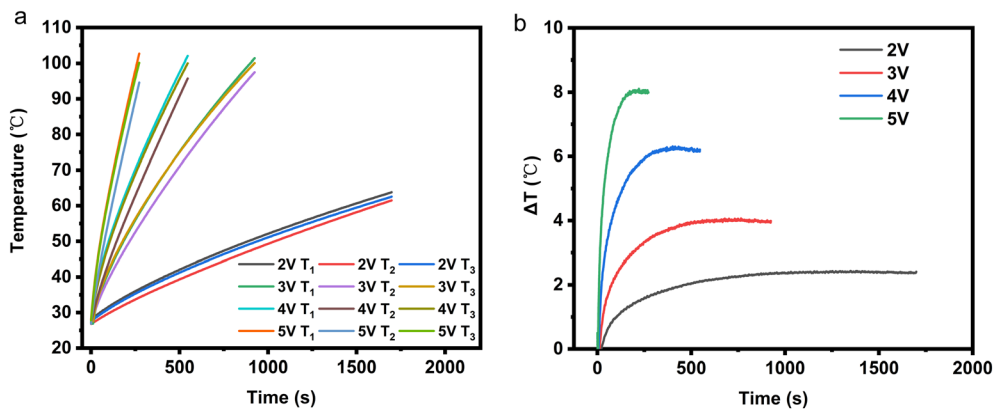 a
110
100
90
80
70
60
50
40
30
20
Temperature (℃)
2V T₁ 2V T₂ 2V T₃
3V T₁ 3V T₂ 3V T₃
4V T₁ 4V T₂ 4V T₃
5V T₁ 5V T₂ 5V T₃
0 500 1000 1500 2000
Time (s)
b
10
8
6
4
2
0
ΔT (℃)
2V
3V
4V
5V
0 500 1000 1500 2000
Time (s)